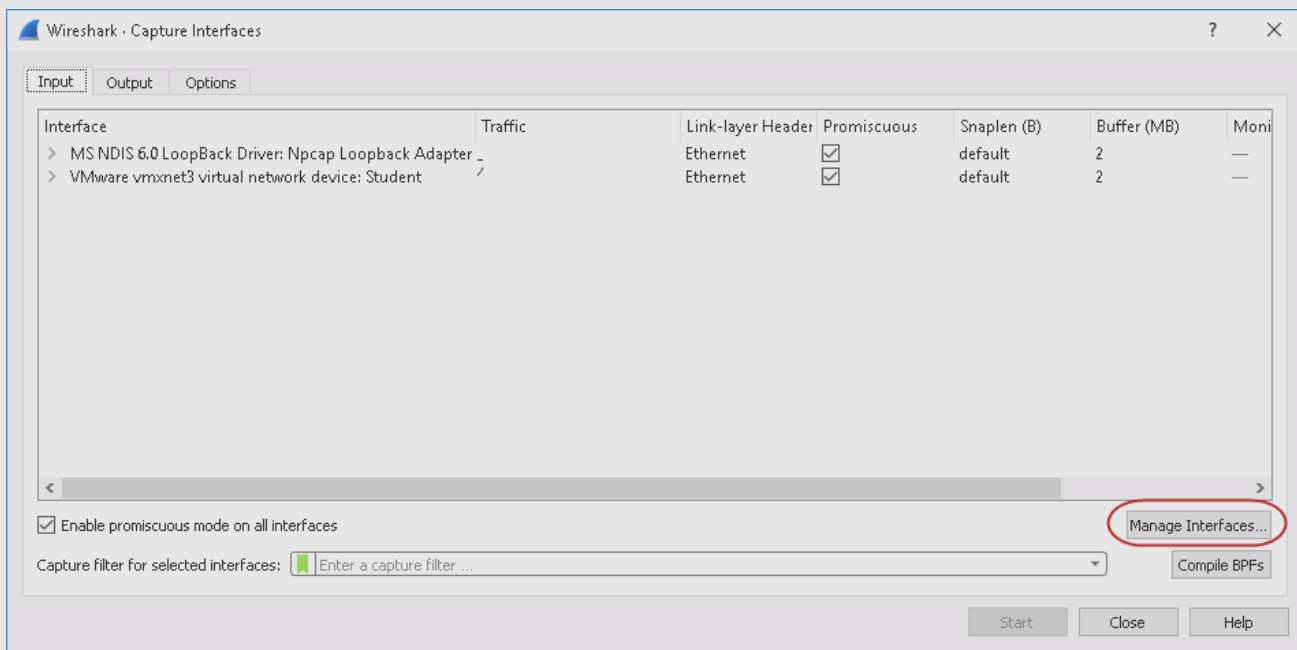 Wireshark · Capture Interfaces
?
Input Output Options
Interface Traffic Link-layer Header Promiscuous Snaplen (B) Buffer (MB) Moni
MS NDIS 6.0 LoopBack Driver: Npcap Loopback Adapter Ethernet default 2 —
VMware vmxnet3 virtual network device: Student Ethernet default 2 —
Enable promiscuous mode on all interfaces Manage Interfaces...
Capture filter for selected interfaces: Enter a capture filter ... Compile BPFs
Start Close Help